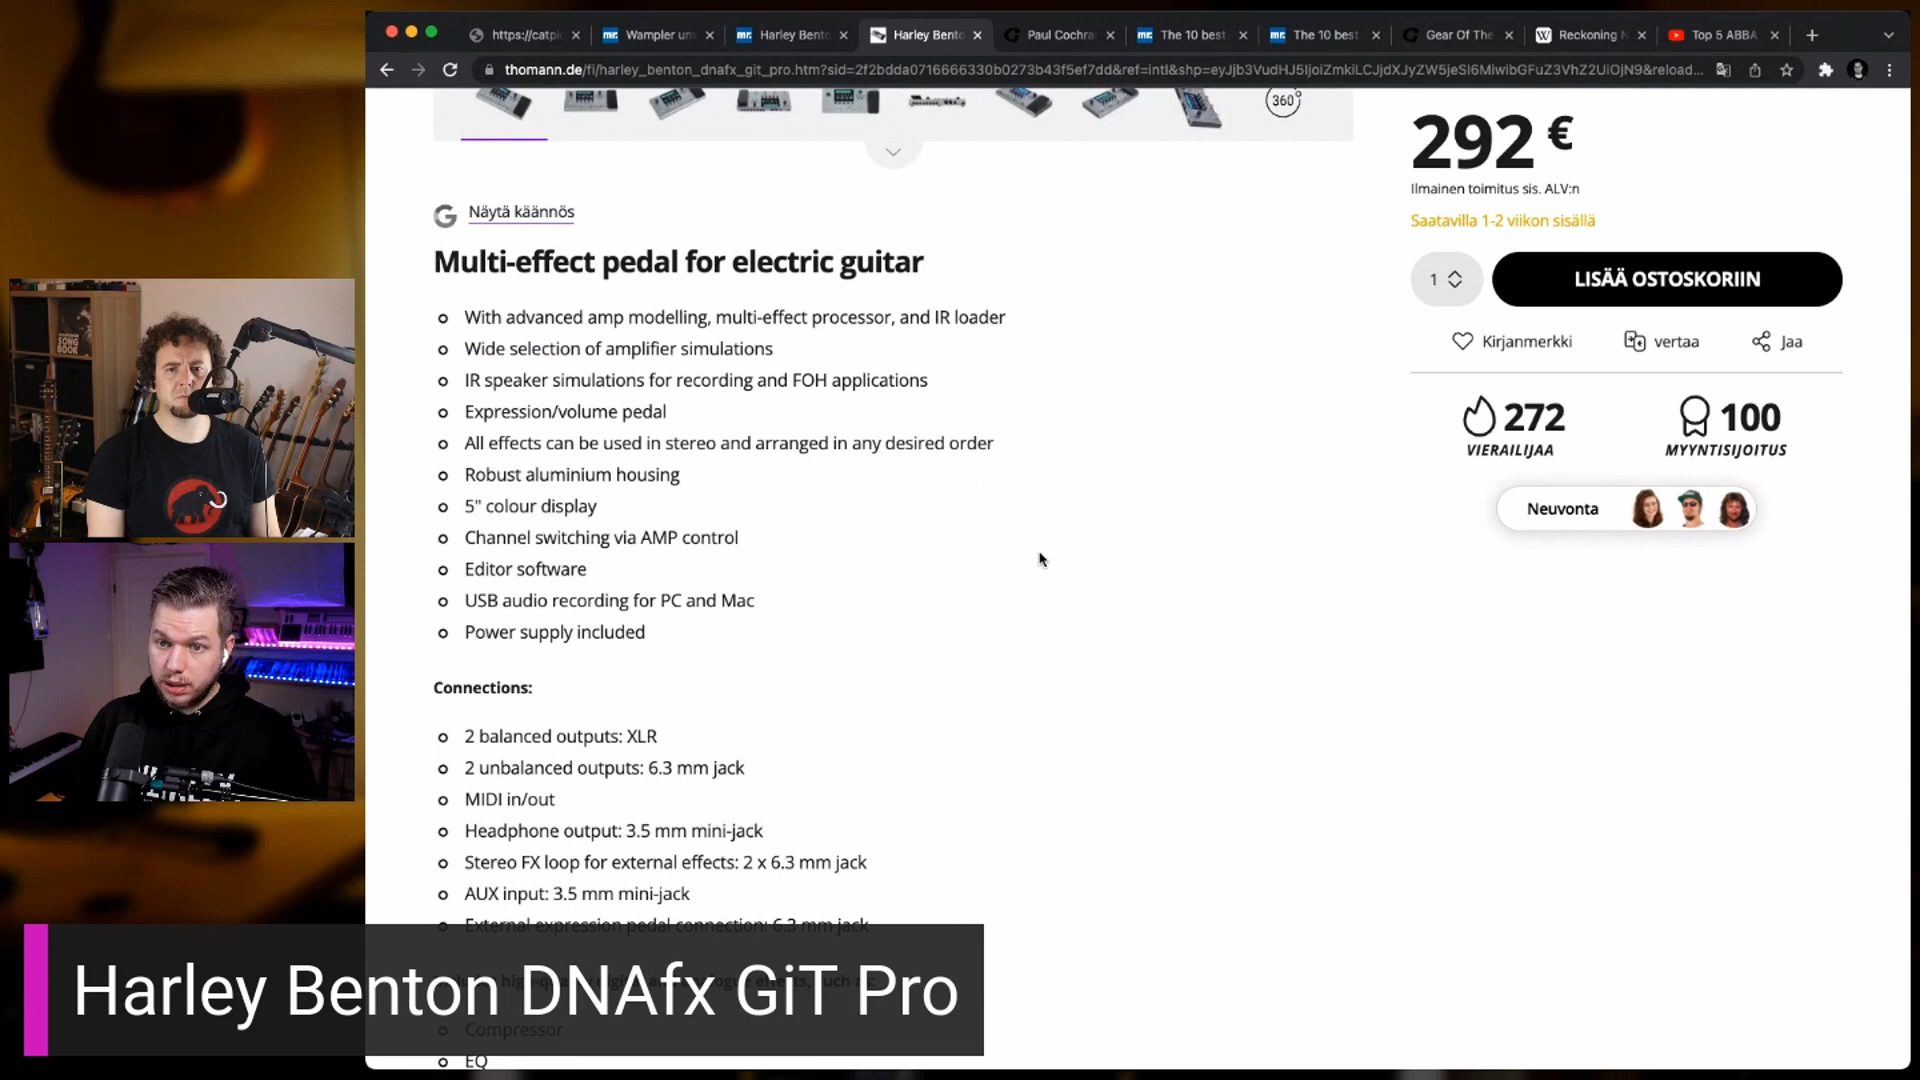 https://catpi
Wampler un
Harley Bento
Harley Bento
Paul Cochra
The 10 best
The 10 best
Gear Of The
Reckoning N
Top 5 ABBA
thomann.de/fi/harley_benton_dnafx_git_pro.htm?sid=2f2bdda0716666330b0273b43f5ef7dd&ref=intl&shp=eyJjb3VudHJ5IjoiZmkiLCJjdXJyZW5jeSI6MiwibGFuZ3VhZ2UiOjN9&reload...
360°
292 €
Ilmainen toimitus sis. ALV:n
Saatavilla 1-2 viikon sisällä
1
LISÄÄ OSTOSKORIIN
Kirjanmerkki
vertaa
Jaa
272
VIERAILIJAA
100
MYYNTISIJOITUS
Neuvonta
Näytä käännös
Multi-effect pedal for electric guitar
With advanced amp modelling, multi-effect processor, and IR loader
Wide selection of amplifier simulations
IR speaker simulations for recording and FOH applications
Expression/volume pedal
All effects can be used in stereo and arranged in any desired order
Robust aluminium housing
5" colour display
Channel switching via AMP control
Editor software
USB audio recording for PC and Mac
Power supply included
Connections:
2 balanced outputs: XLR
2 unbalanced outputs: 6.3 mm jack
MIDI in/out
Headphone output: 3.5 mm mini-jack
Stereo FX loop for external effects: 2 x 6.3 mm jack
AUX input: 3.5 mm mini-jack
External expression pedal connection: 6.3 mm jack
Compressor
EQ
Harley Benton DNAfx GiT Pro
SONG
BOOK